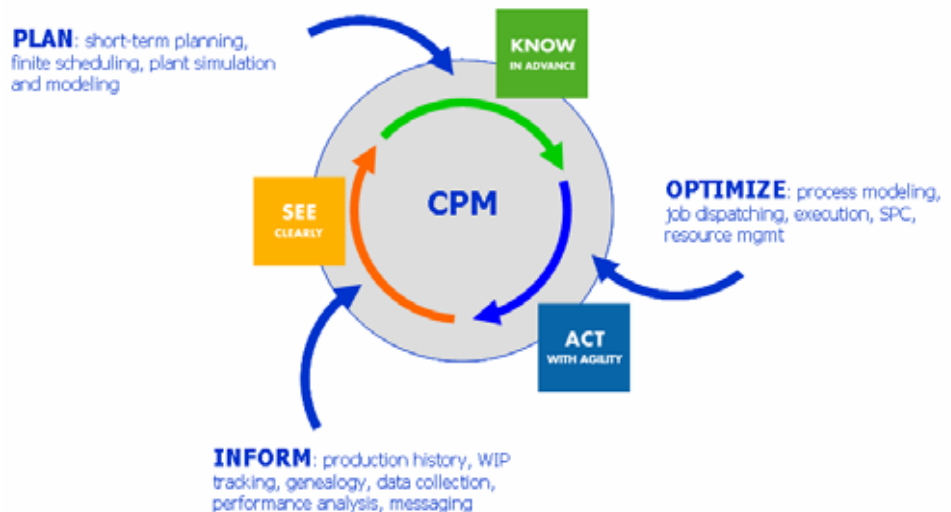 PLAN: short-term planning,
finite scheduling, plant simulation
and modeling
KNOW
IN ADVANCE
CPM
SEE
CLEARLY
OPTIMIZE: process modeling,
job dispatching, execution, SPC,
resource mgmt
ACT
WITH AGILITY
INFORM: production history, WIP
tracking, genealogy, data collection,
performance analysis, messaging